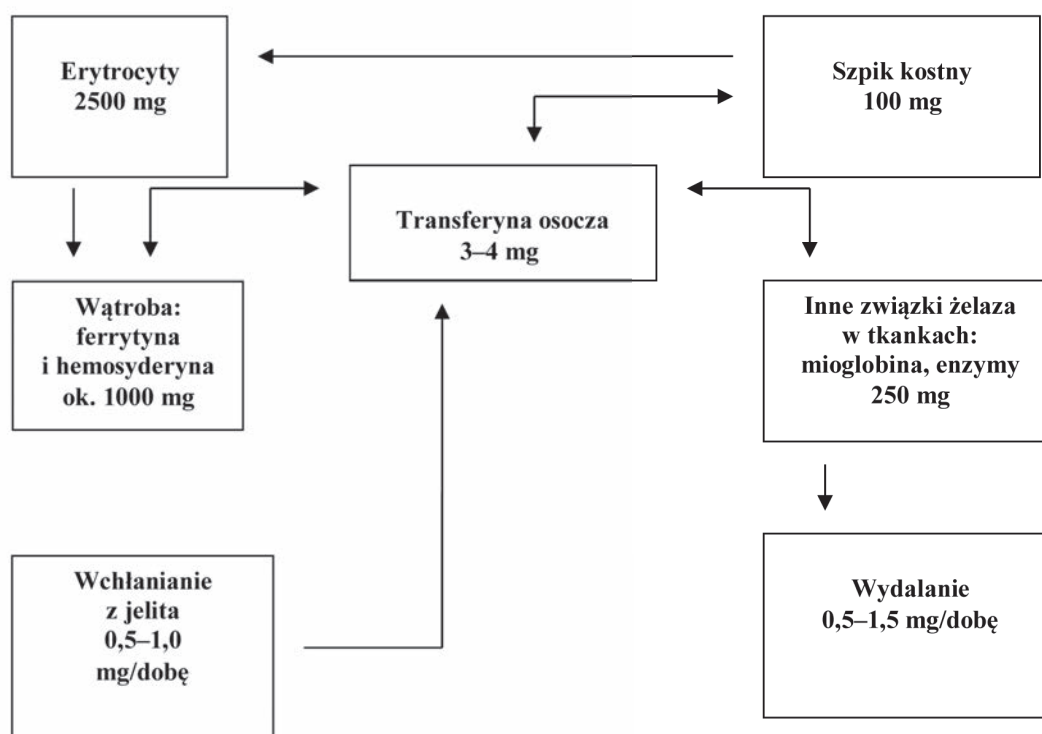 Erytrocyty
2500 mg
Szpik kostny
100 mg
Transferyna osocza
3–4 mg
Wątroba:
ferrytyna
i hemosyderyna
ok. 1000 mg
Inne związki żelaza
w tkankach:
mioglobina, enzymy
250 mg
Wchłanianie
z jelita
0,5–1,0
mg/dobę
Wydalanie
0,5–1,5 mg/dobę